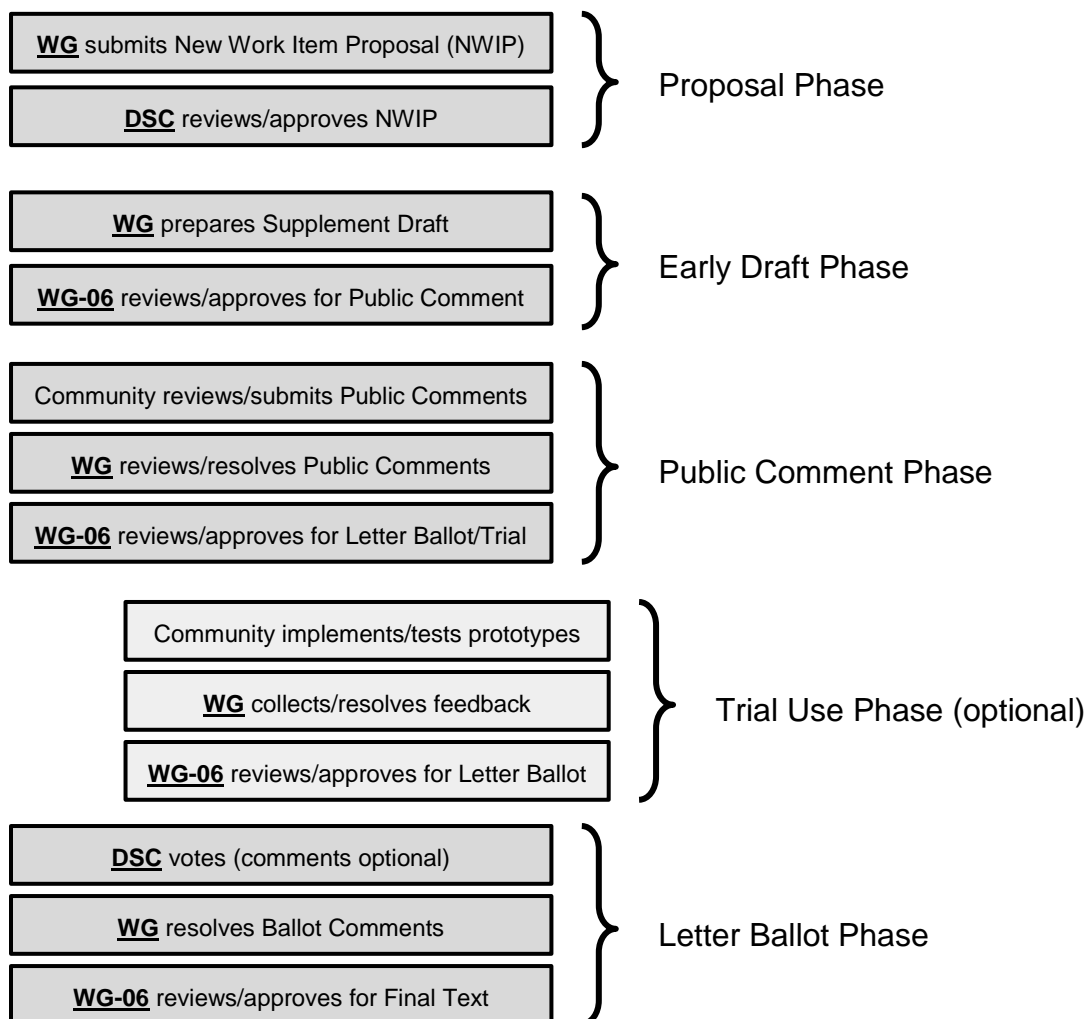 WG submits New Work Item Proposal (NWIP)
DSC reviews/approves NWIP
Proposal Phase
WG prepares Supplement Draft
WG-06 reviews/approves for Public Comment
Early Draft Phase
Community reviews/submits Public Comments
WG reviews/resolves Public Comments
WG-06 reviews/approves for Letter Ballot/Trial
Public Comment Phase
Community implements/tests prototypes
WG collects/resolves feedback
WG-06 reviews/approves for Letter Ballot
Trial Use Phase (optional)
DSC votes (comments optional)
WG resolves Ballot Comments
WG-06 reviews/approves for Final Text
Letter Ballot Phase